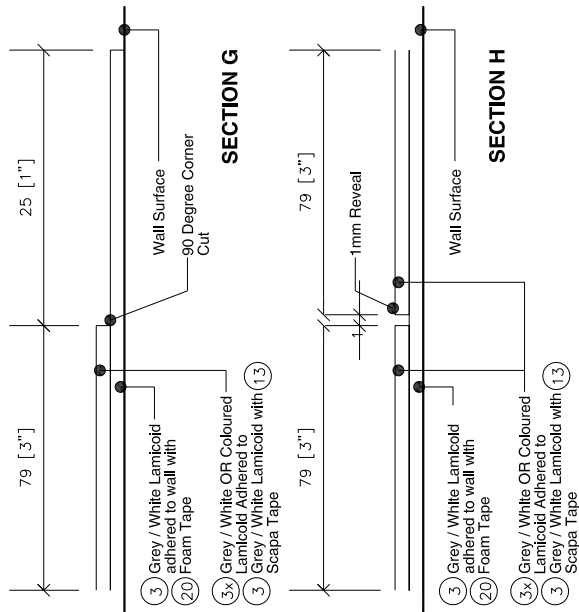 79 [3"]
25 [1"]
Wall Surface
90 Degree Corner
Cut
SECTION G
3 Grey / White Lamicoid
adhered to wall with
20 Foam Tape
3x Grey / White OR Coloured
Lamicoid Adhered to
3 Grey / White Lamicoid with 13
Scapa Tape
79 [3"]
79 [3"]
1
1mm Reveal
Wall Surface
SECTION H
3 Grey / White Lamicoid
adhered to wall with
20 Foam Tape
3x Grey / White OR Coloured
Lamicoid Adhered to
3 Grey / White Lamicoid with 13
Scapa Tape